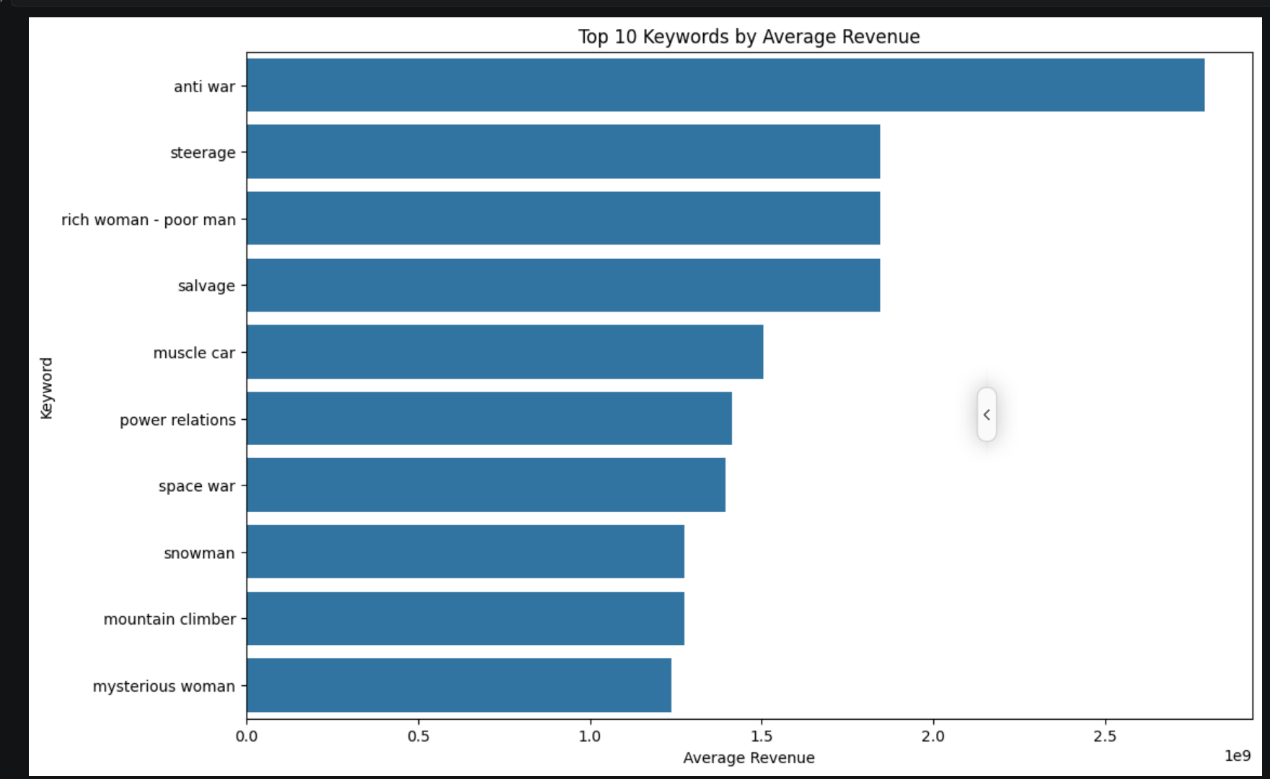 Top 10 Keywords by Average Revenue
anti war
steerage
rich woman - poor man
salvage
muscle car
power relations
space war
snowman
mountain climber
mysterious woman
Keyword
0.0 0.5 1.0 1.5 2.0 2.5
Average Revenue
1e9